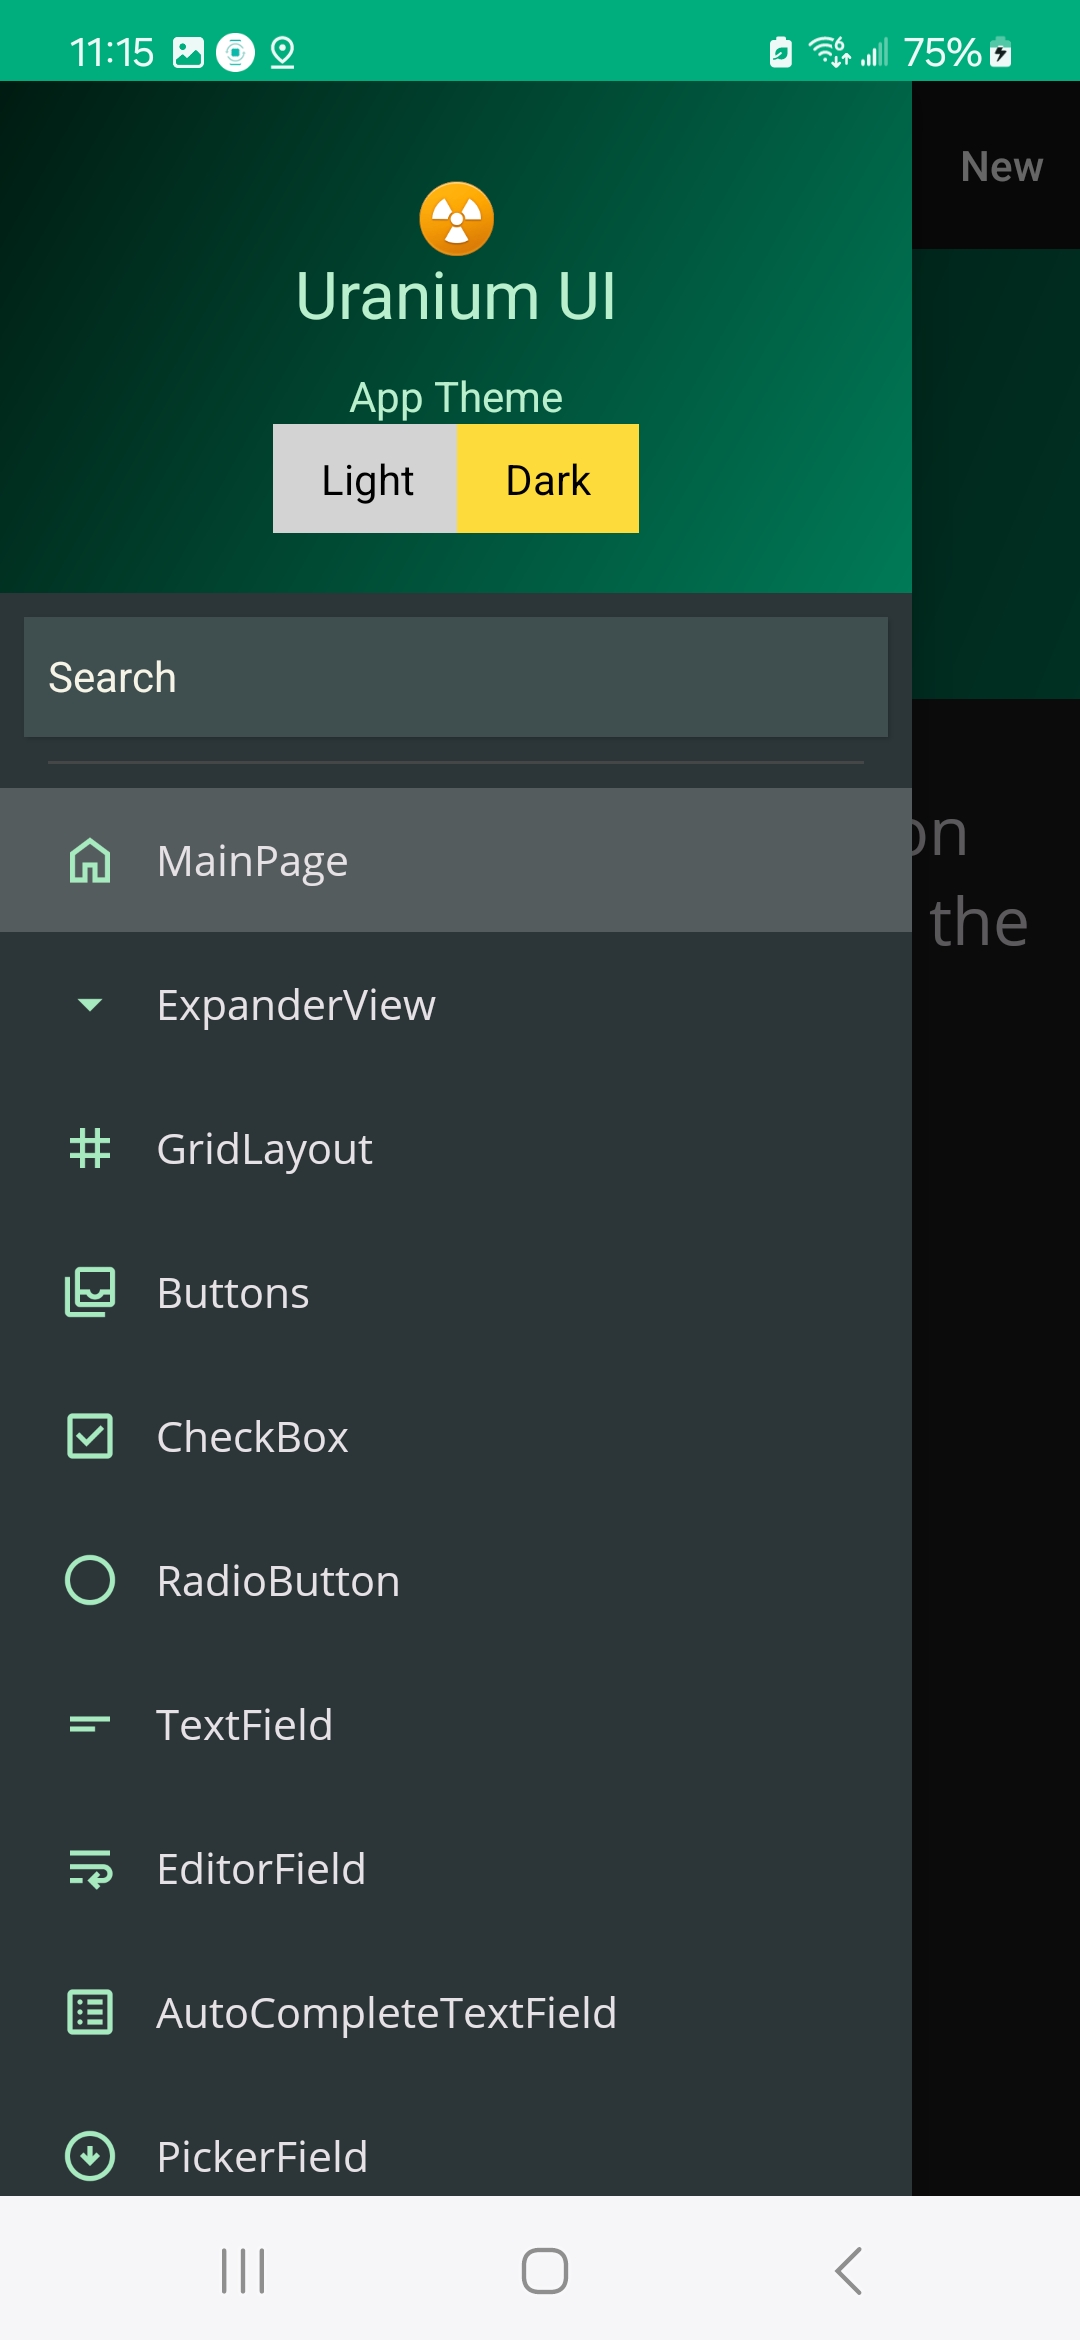 11:15
75%
New
Uranium UI
App Theme
Light Dark
Search
MainPage
on
ExpanderView
the
GridLayout
Buttons
CheckBox
RadioButton
TextField
EditorField
AutoCompleteTextField
PickerField